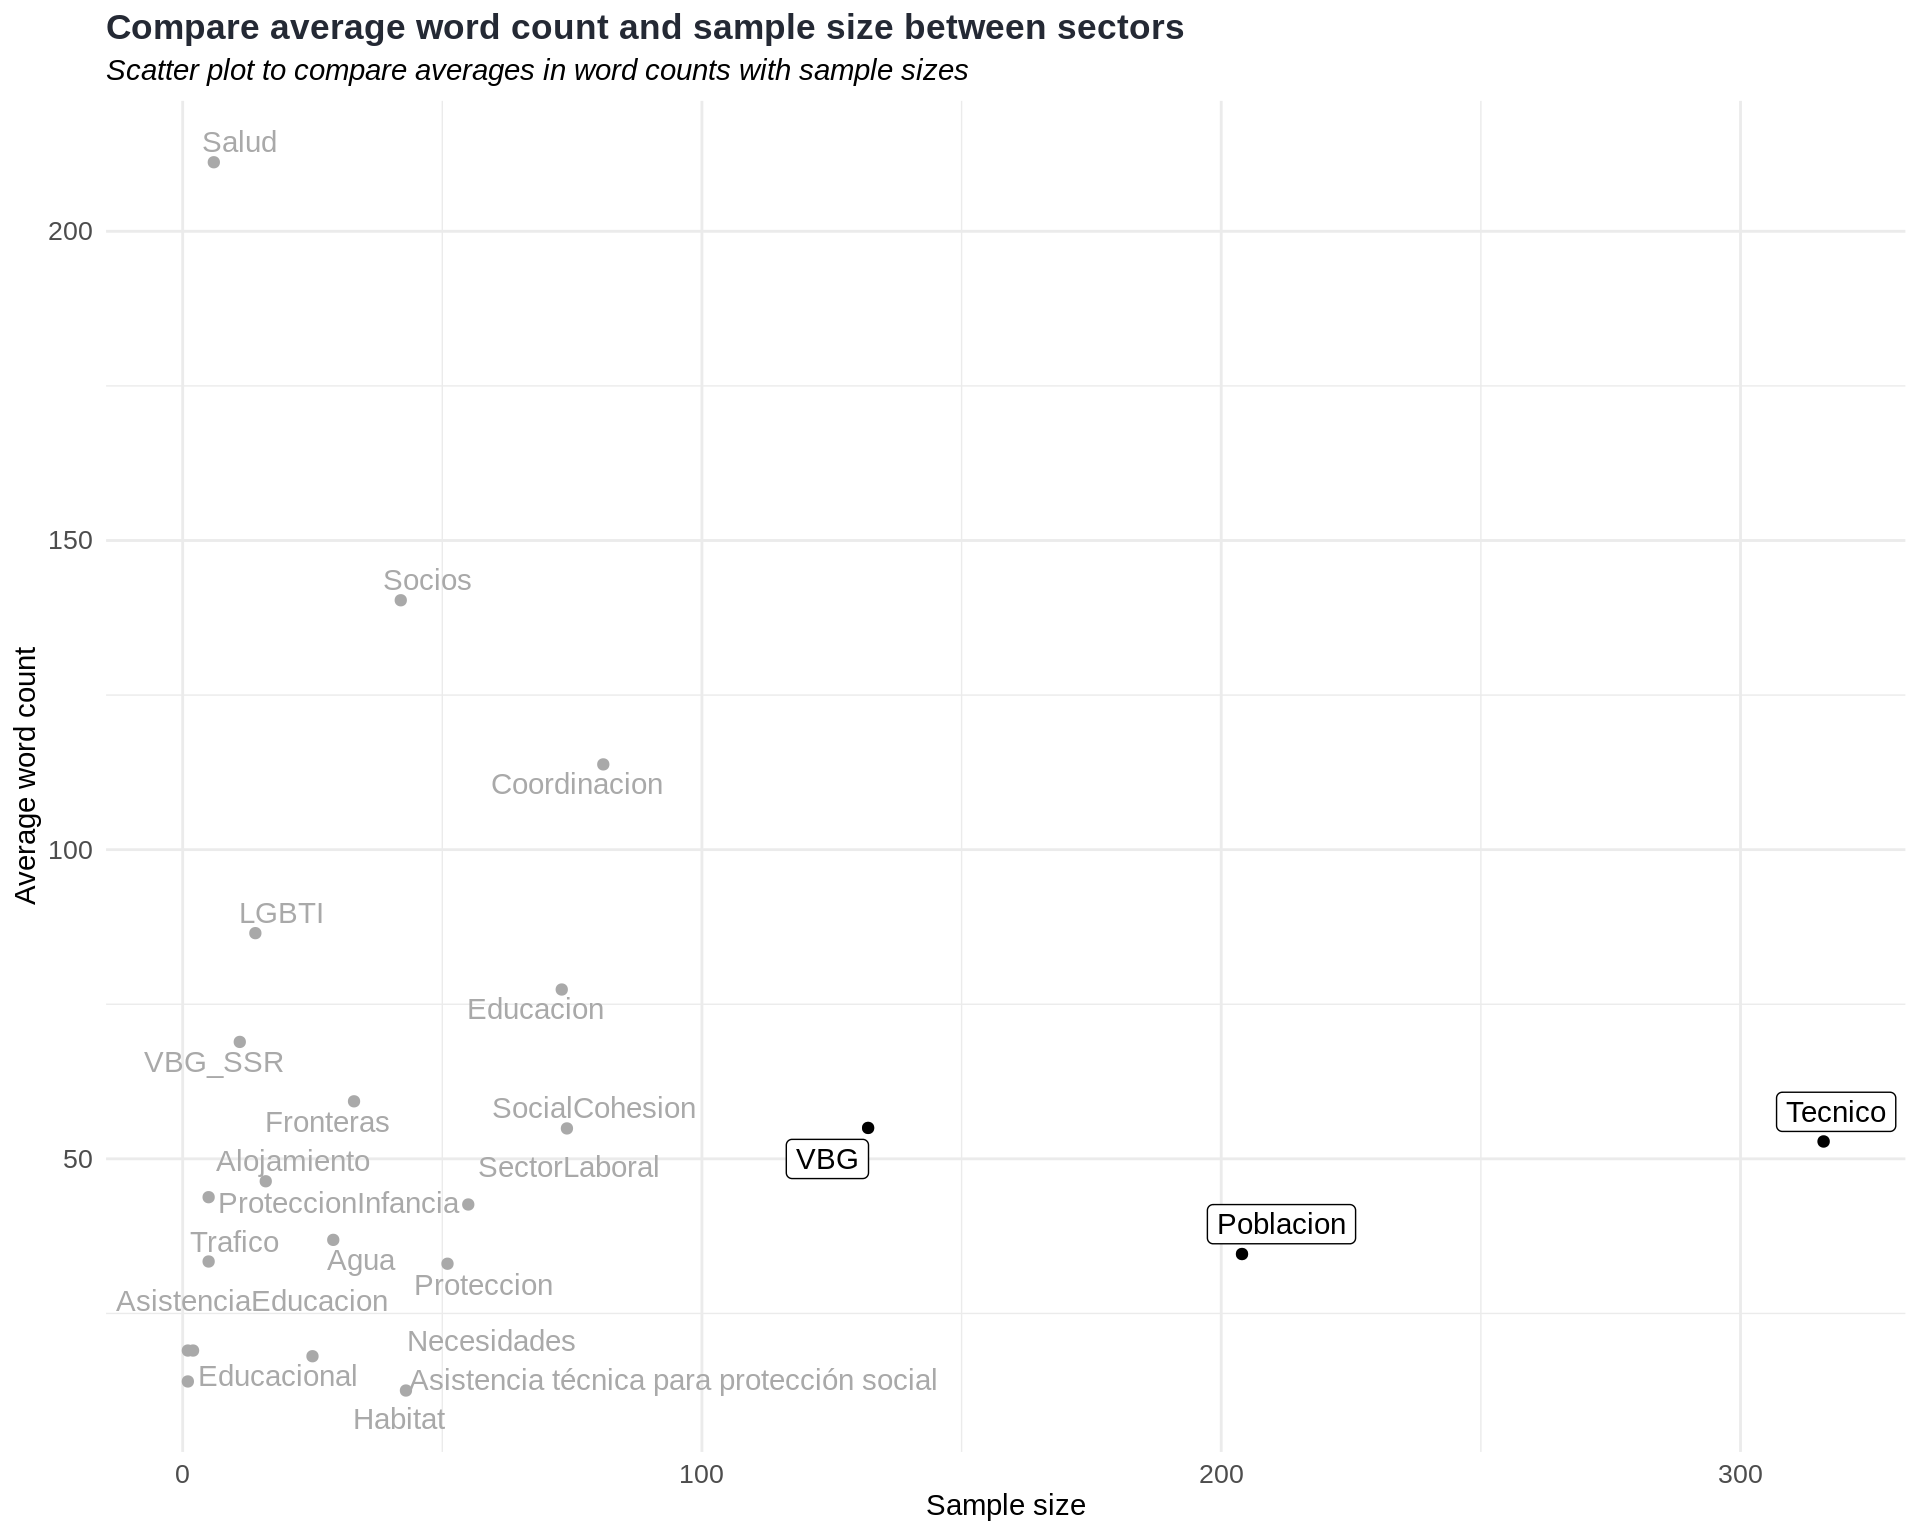 Compare average word count and sample size between sectors
Scatter plot to compare averages in word counts with sample sizes
Salud
200
150
Socios
Average word count
Coordinacion
100
LGBTI
Educacion
VBG_SSR
SocialCohesion
Tecnico
Fronteras
50
Alojamiento
SectorLaboral
VBG
ProteccionInfancia
Poblacion
Trafico
Agua
Proteccion
AsistenciaEducacion
Necesidades
Educacional
Asistencia técnica para protección social
Habitat
0
100
200
300
Sample size